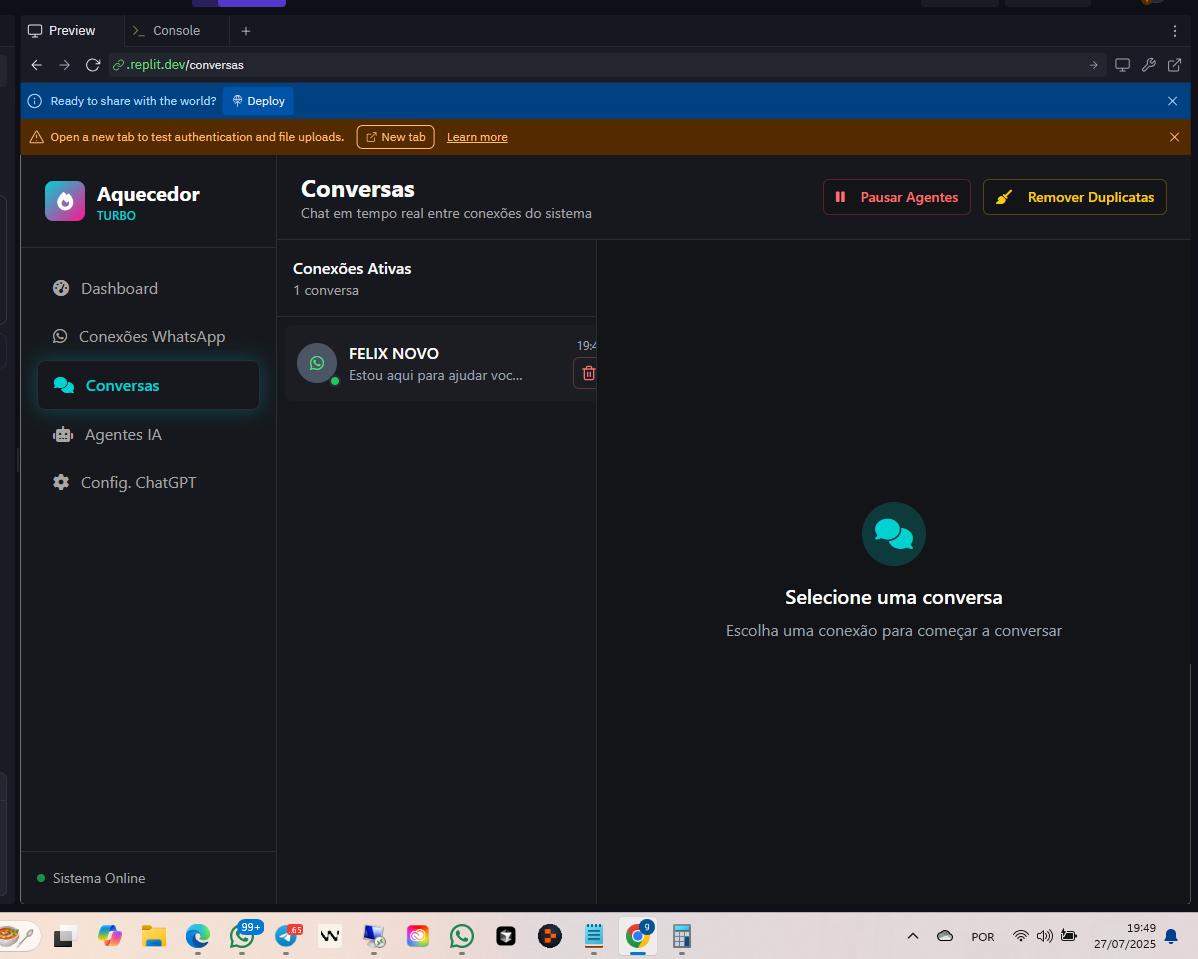 Preview
Console
.replit.dev/conversas
Ready to share with the world? Deploy
Open a new tab to test authentication and file uploads. New tab Learn more
Aquecedor
TURBO
Dashboard
Conexões WhatsApp
Conversas
Agentes IA
Config. ChatGPT
Sistema Online
Conversas
Chat em tempo real entre conexões do sistema
Pausar Agentes
Remover Duplicatas
Conexões Ativas
1 conversa
FELIX NOVO
19:4
Estou aqui para ajudar voc...
Selecione uma conversa
Escolha uma conexão para começar a conversar
99+
65
9
POR
19:49
27/07/2025